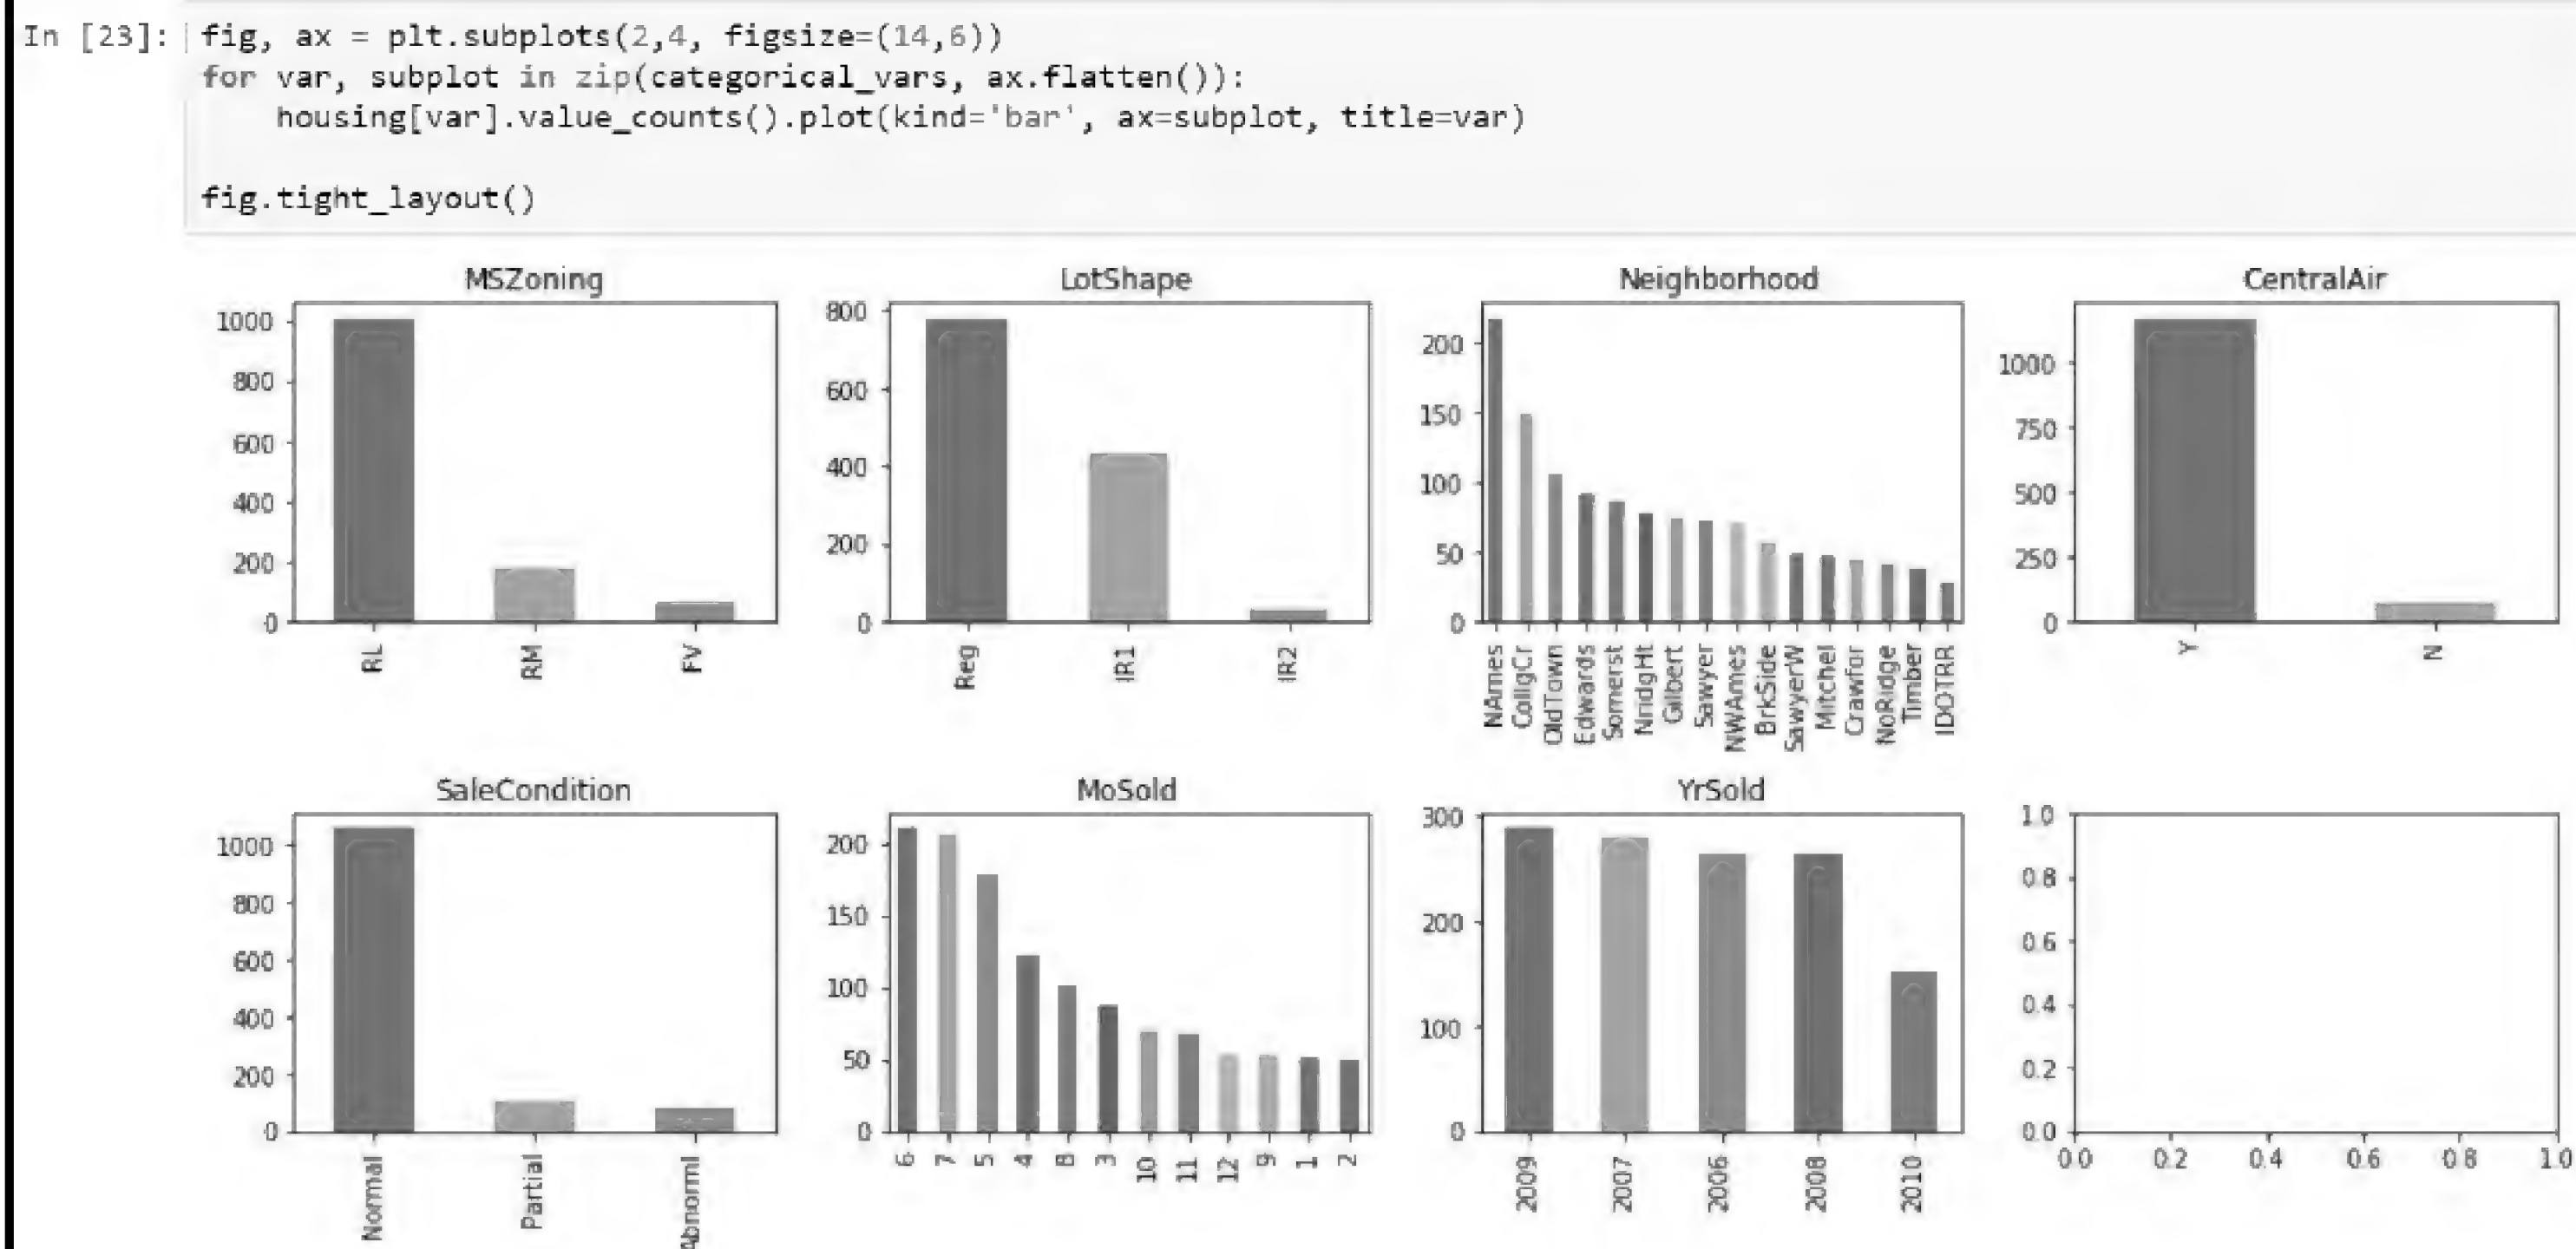 In [23]: fig, ax = plt.subplots(2,4, figsize=(14,6))
for var, subplot in zip(categorical_vars, ax.flatten()):
housing[var].value_counts().plot(kind='bar', ax=subplot, title=var)
fig.tight_layout()
MSZoning
1000
800
600
400
200
0
RL
RM
FV
LotShape
800
600
400
200
0
Reg
IR1
IR2
Neighborhood
200
150
100
50
0
NAmes
CollgCr
OldTown
Edwards
Somerst
NridgHt
Gilbert
Sawyer
NWAmes
BrkSide
SawyerW
Mitchel
Crawfor
NoRidge
Timber
IDOTRR
CentralAir
1000
750
500
250
0
Y
N
SaleCondition
1000
800
600
400
200
0
Normal
Partial
Abnorml
MoSold
200
150
100
50
0
6
7
5
4
8
3
10
11
12
9
1
2
YrSold
300
200
100
0
2009
2007
2006
2008
2010
1.0
0.8
0.6
0.4
0.2
0.0
0.0 0.2 0.4 0.6 0.8 1.0